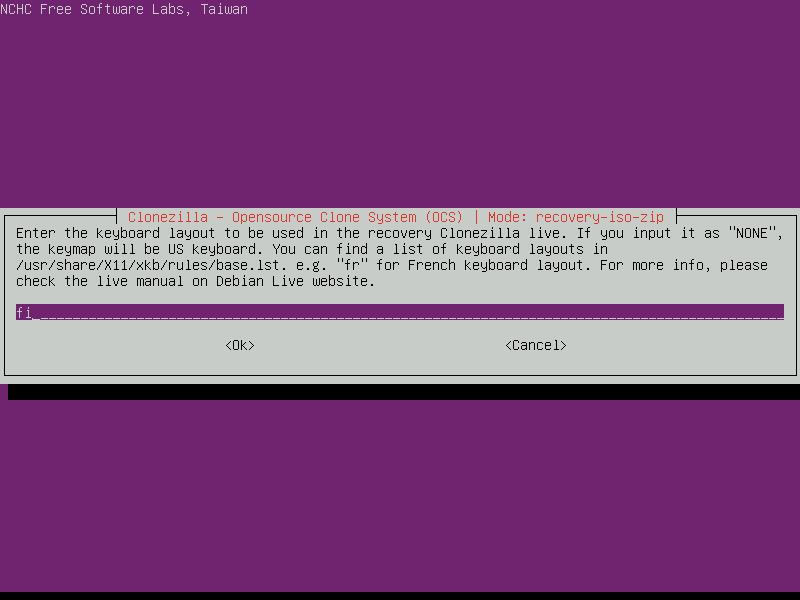 NCHC Free Software Labs, Taiwan
Clonezilla - Opensource Clone System (OCS) | Mode: recovery-iso-zip
Enter the keyboard layout to be used in the recovery Clonezilla live. If you input it as "NONE",
the keymap will be US keyboard. You can find a list of keyboard layouts in
/usr/share/X11/xkb/rules/base.lst. e.g. "fr" for French keyboard layout. For more info, please
check the live manual on Debian Live website.
fi
<Ok> <Cancel>